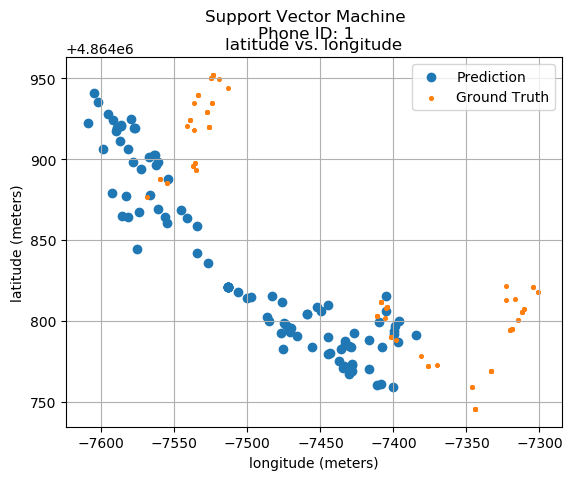 Support Vector Machine
Phone ID: 1
latitude vs. longitude
+4.864e6
Prediction
Ground Truth
950
900
850
800
750
latitude (meters)
−7600 −7550 −7500 −7450 −7400 −7350 −7300
longitude (meters)